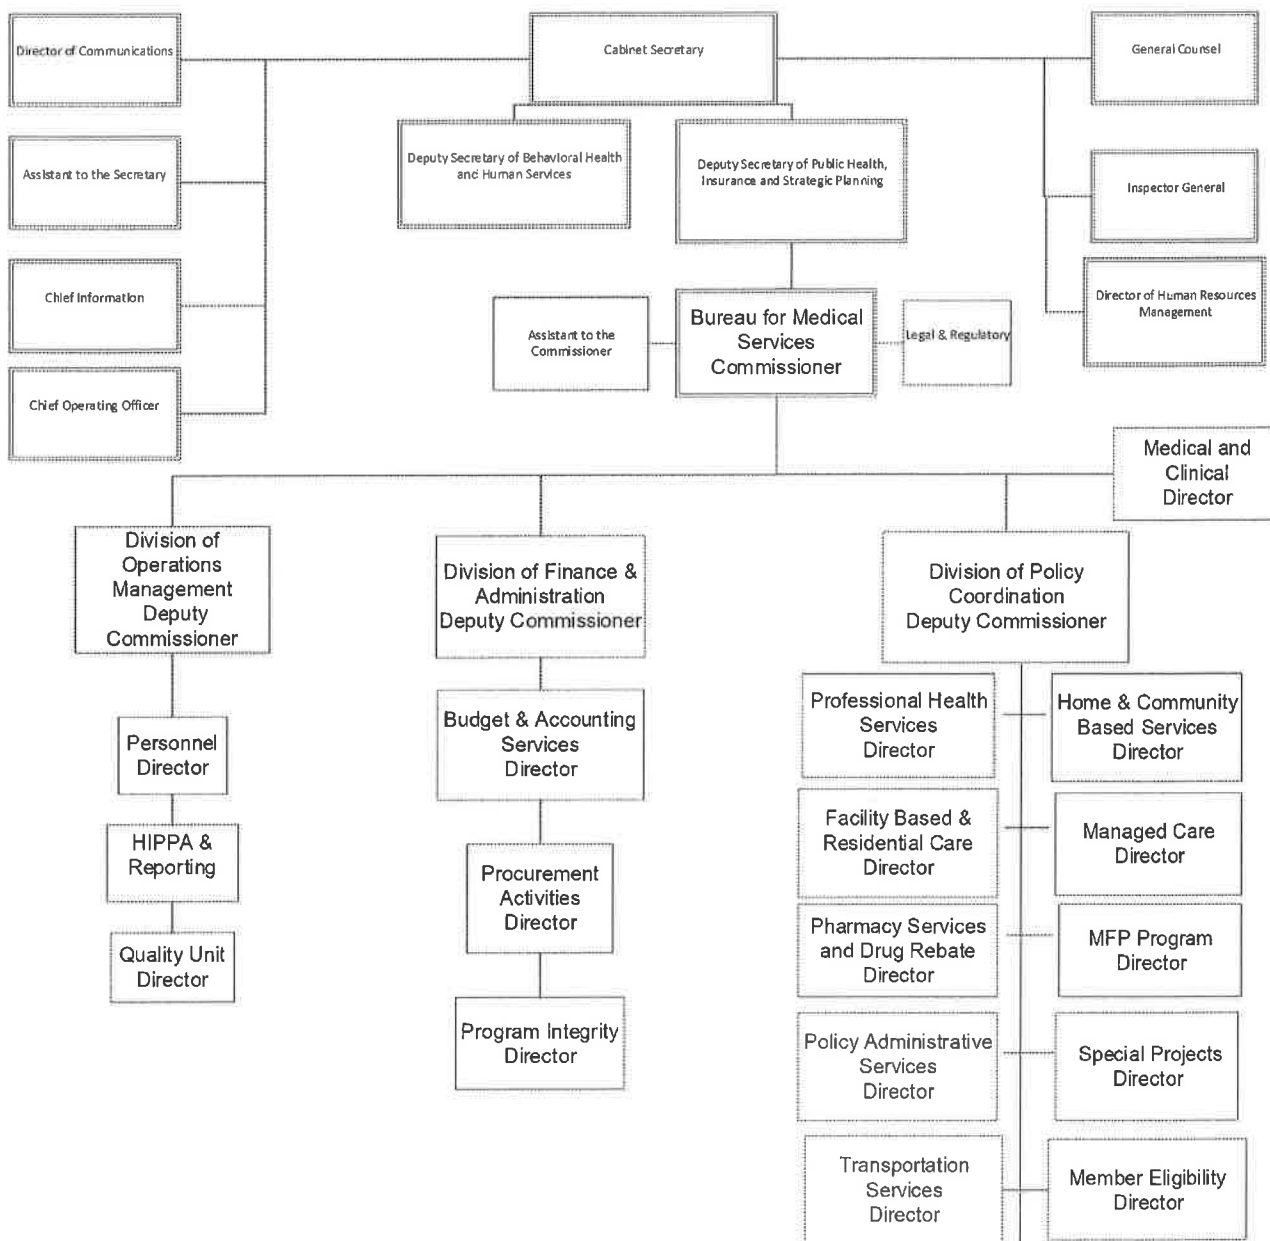 Director of Communications
Cabinet Secretary
General Counsel
Deputy Secretary of Behavioral Health
and Human Services
Deputy Secretary of Public Health,
Insurance and Strategic Planning
Assistant to the Secretary
Inspector General
Chief Information
Director of Human Resources
Management
Assistant to the
Commissioner
Bureau for Medical
Services
Commissioner
Legal & Regulatory
Chief Operating Officer
Medical and
Clinical
Director
Division of
Operations
Management
Deputy
Commissioner
Division of Finance &
Administration
Deputy Commissioner
Division of Policy
Coordination
Deputy Commissioner
Personnel
Director
HIPPA &
Reporting
Quality Unit
Director
Budget & Accounting
Services
Director
Procurement
Activities
Director
Program Integrity
Director
Professional Health
Services
Director
Home & Community
Based Services
Director
Facility Based &
Residential Care
Director
Managed Care
Director
Pharmacy Services
and Drug Rebate
Director
MFP Program
Director
Policy Administrative
Services
Director
Special Projects
Director
Transportation
Services
Director
Member Eligibility
Director